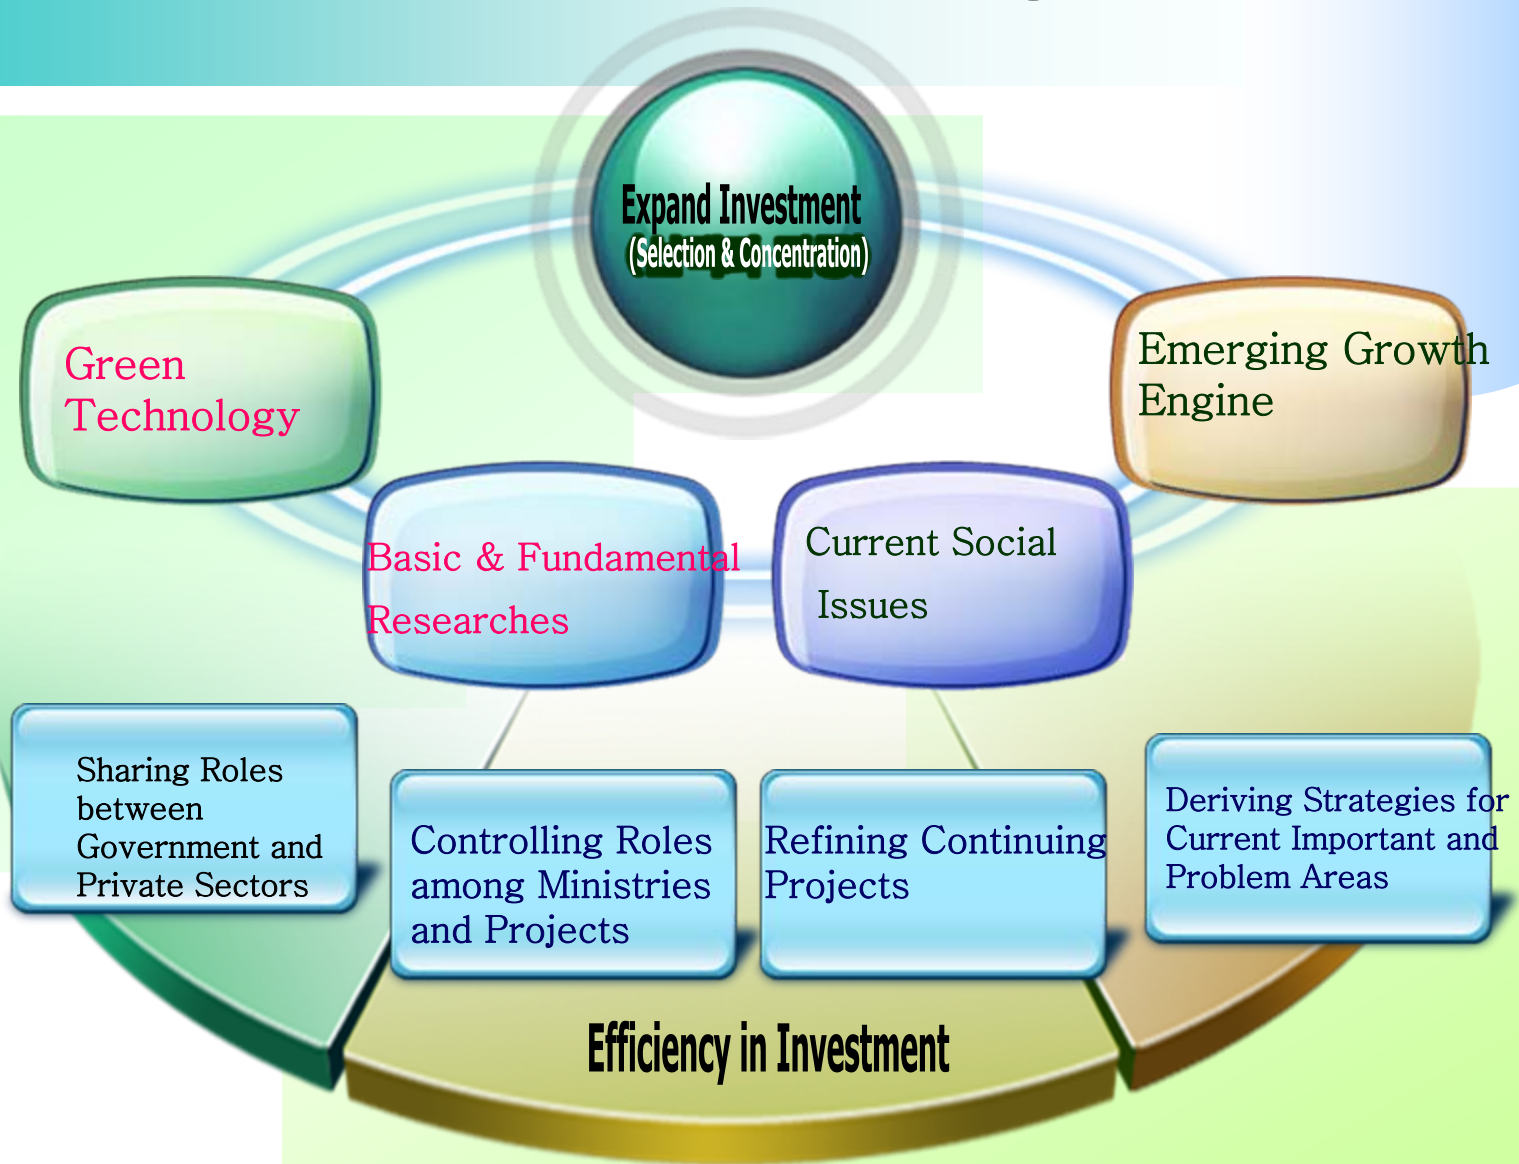 Expand Investment
(Selection & Concentration)
Green
Technology
Emerging Growth
Engine
Basic & Fundamental
Researches
Current Social
Issues
Sharing Roles
between
Government and
Private Sectors
Controlling Roles
among Ministries
and Projects
Refining Continuing
Projects
Deriving Strategies for
Current Important and
Problem Areas
Efficiency in Investment